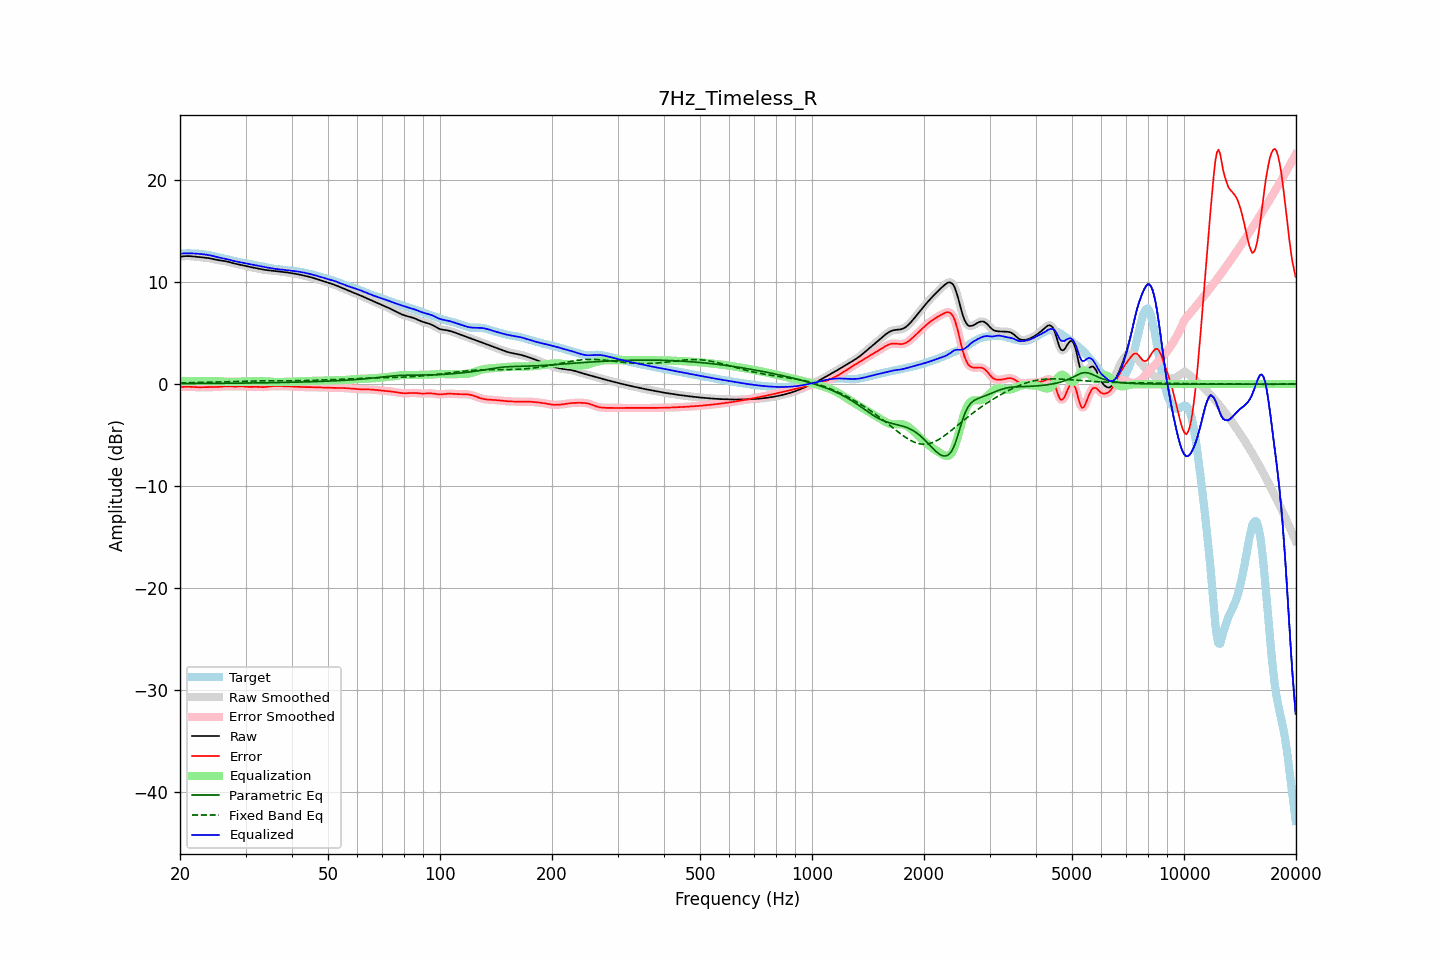 7Hz_Timeless_R
Amplitude (dBr)
20
10
0
−10
−20
−30
−40
Target
Raw Smoothed
Error Smoothed
Raw
Error
Equalization
Parametric Eq
Fixed Band Eq
Equalized
20 50 100 200 500 1000 2000 5000 10000 20000
Frequency (Hz)